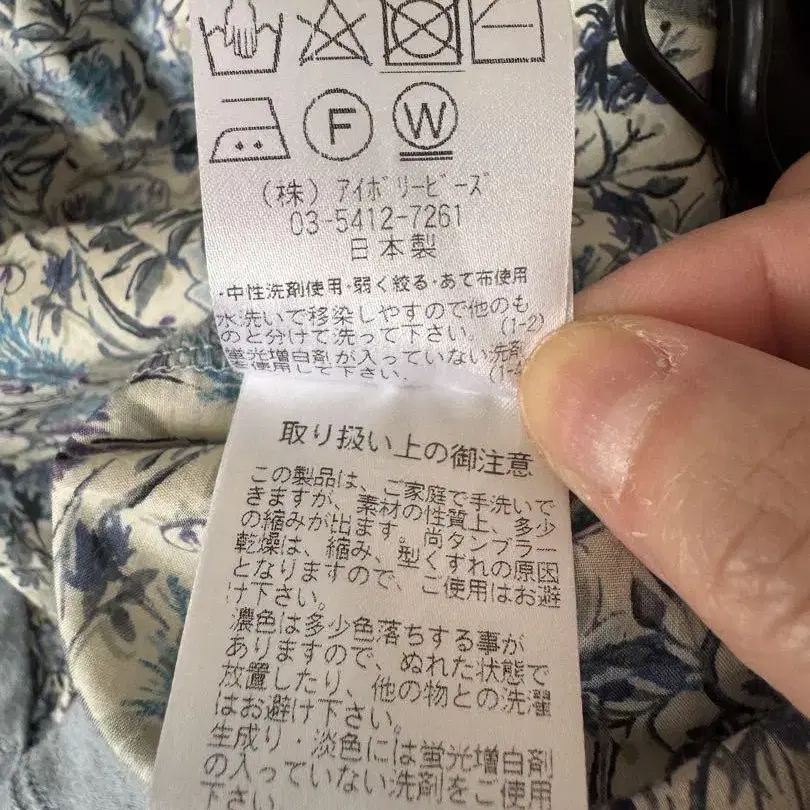 F W
(株) アイボリービーズ
03-5412-7261
日本製
・中性洗剤使用・弱く絞る・あて布使用
水洗いで移染しやすので他のも
のと分けて洗って下さい. (1-2)
蛍光増白剤が入っていない洗剤
を使用して下さい.
取り扱い上の御注意
この製品は、ご家庭で手洗いで
きますが、素材の性質上、多少
の縮みが出ます。尚タンブラー
乾燥は、縮み、型くずれの原因
となりますので、ご使用はお避
け下さい。
濃色は多少色落ちする事が
ありますので、ぬれた状態で
放置したり、他の物との洗濯
はお避け下さい。
生成り・淡色には蛍光増白剤
の入っていない洗剤をご使用
下さい